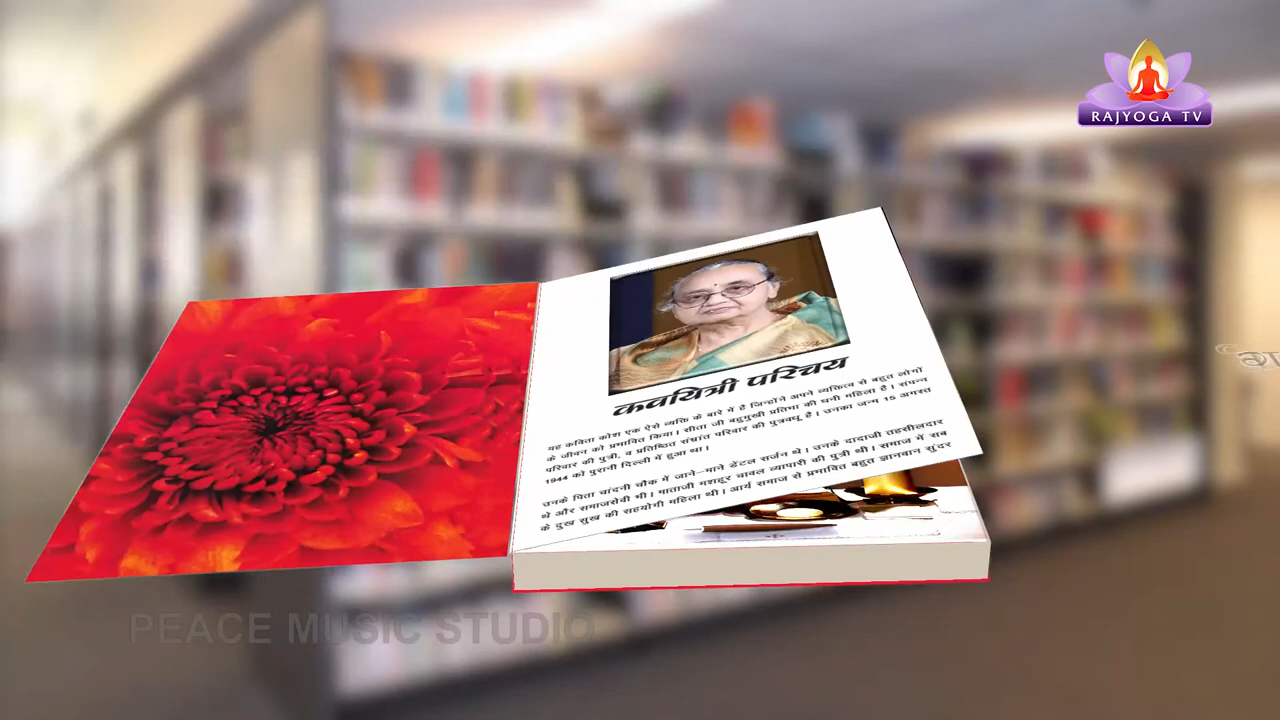 RAJYOGA TV
कवयित्री परिचय
यह कविता कोश एक ऐसे व्यक्ति के बारे में है जिन्होंने अपने व्यक्तित्व से बहुत लोगों
के जीवन को प्रभावित किया। सीता जी बहुमुखी प्रतिभा की धनी महिला है। संपन्न
परिवार की पुत्री, व प्रतिष्ठित संभ्रांत परिवार की पुत्रवधू है। उनका जन्म 15 अगस्त
1944 को पुरानी दिल्ली में हुआ था।
उनके पिता चांदनी चौक में जाने-माने डेंटल सर्जन थे। उनके दादाजी तहसीलदार
थे और समाजसेवी भी। माताजी मशहूर चावल व्यापारी की पुत्री थी। समाज में सब
के दुख सुख की सहयोगी महिला थी। आर्य समाज से प्रभावित बहुत ज्ञानवान सुंदर
PEACE MUSIC STUDIO